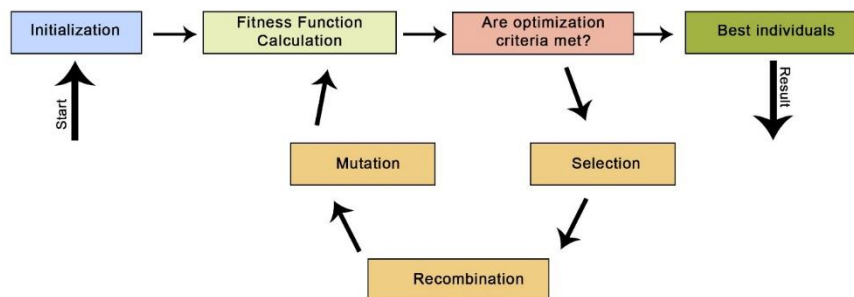 Initialization
Fitness Function
Calculation
Are optimization
criteria met?
Best individuals
Start
Result
Mutation
Selection
Recombination